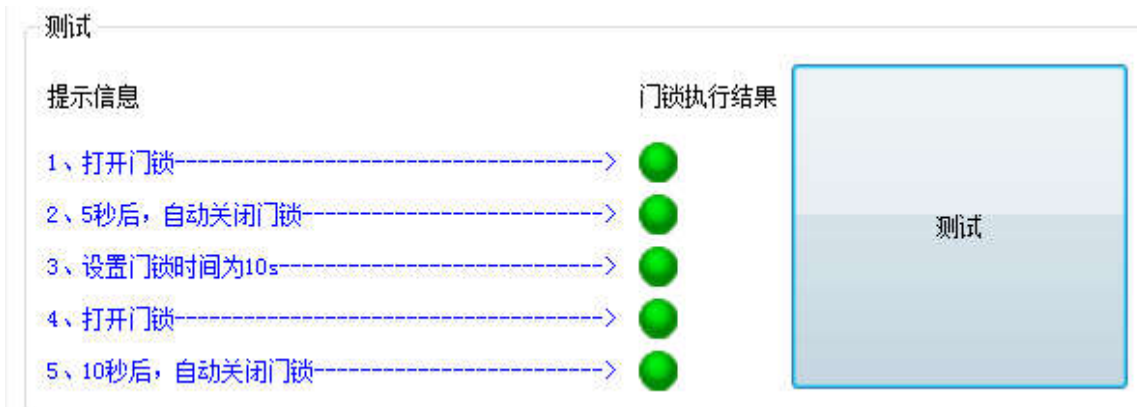 测试
提示信息 门锁执行结果
1、打开门锁------------------------------------->
2、5秒后，自动关闭门锁-------------------------->
测试
3、设置门锁时间为10s---------------------------->
4、打开门锁------------------------------------->
5、10秒后，自动关闭门锁------------------------->